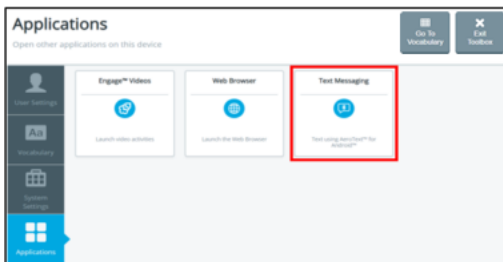 Applications
Open other applications on this device
Go To
Vocabulary
Exit
Toolbox
User Settings
Vocabulary
System
Settings
Applications
Engage™ Videos
Launch video activities
Web Browser
Launch the Web Browser
Text Messaging
Text using AeroText™ for
Android™
Aa